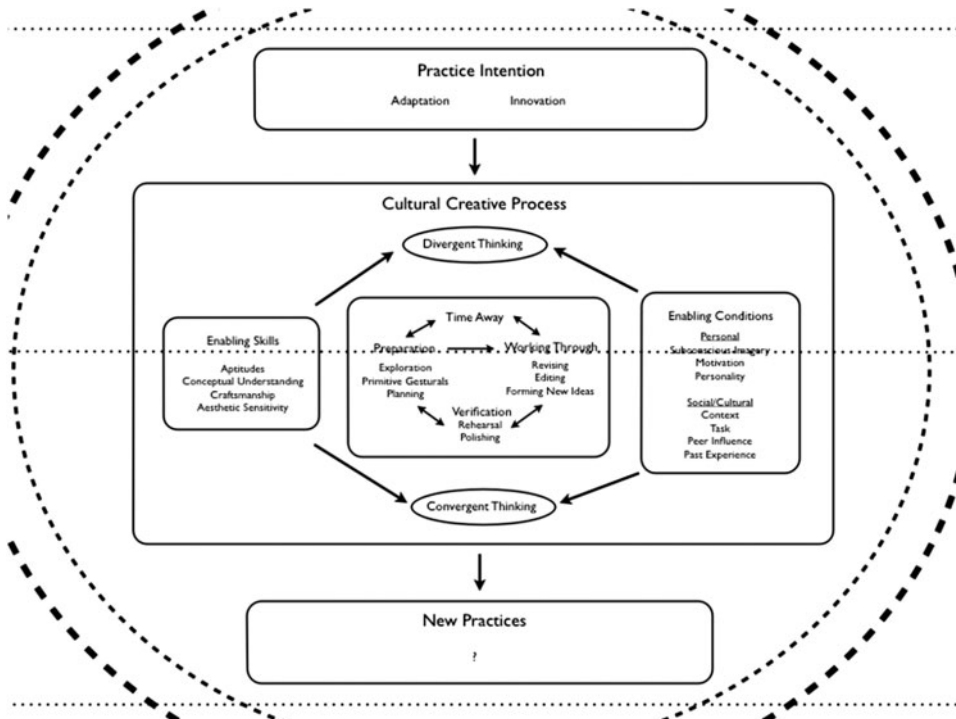 Practice Intention
Adaptation Innovation
Cultural Creative Process
Divergent Thinking
Enabling Skills
Aptitudes
Conceptual Understanding
Craftsmanship
Aesthetic Sensitivity
Time Away
Preparation
Exploration
Primitive Gesturals
Planning
Working Through
Revising
Editing
Forming New Ideas
Verification
Rehearsal
Polishing
Enabling Conditions
Personal
Subconscious Imagery
Motivation
Personality
Social/Cultural
Context
Task
Peer Influence
Past Experience
Convergent Thinking
New Practices
?